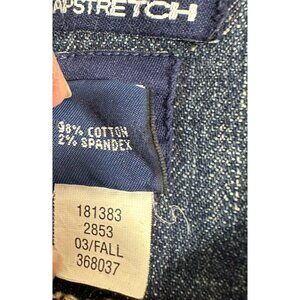 APSTRETCH
98% COTTON
2% SPANDEX
181383
2853
03/FALL
368037